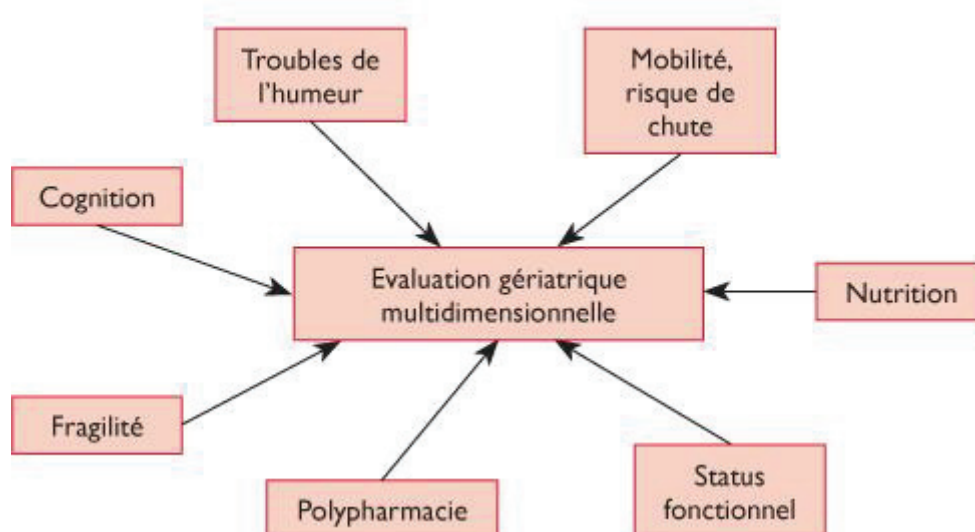 Troubles de
l'humeur
Mobilité,
risque de
chute
Cognition
Evaluation gériatrique
multidimensionnelle
Nutrition
Fragilité
Polypharmacie
Status
fonctionnel